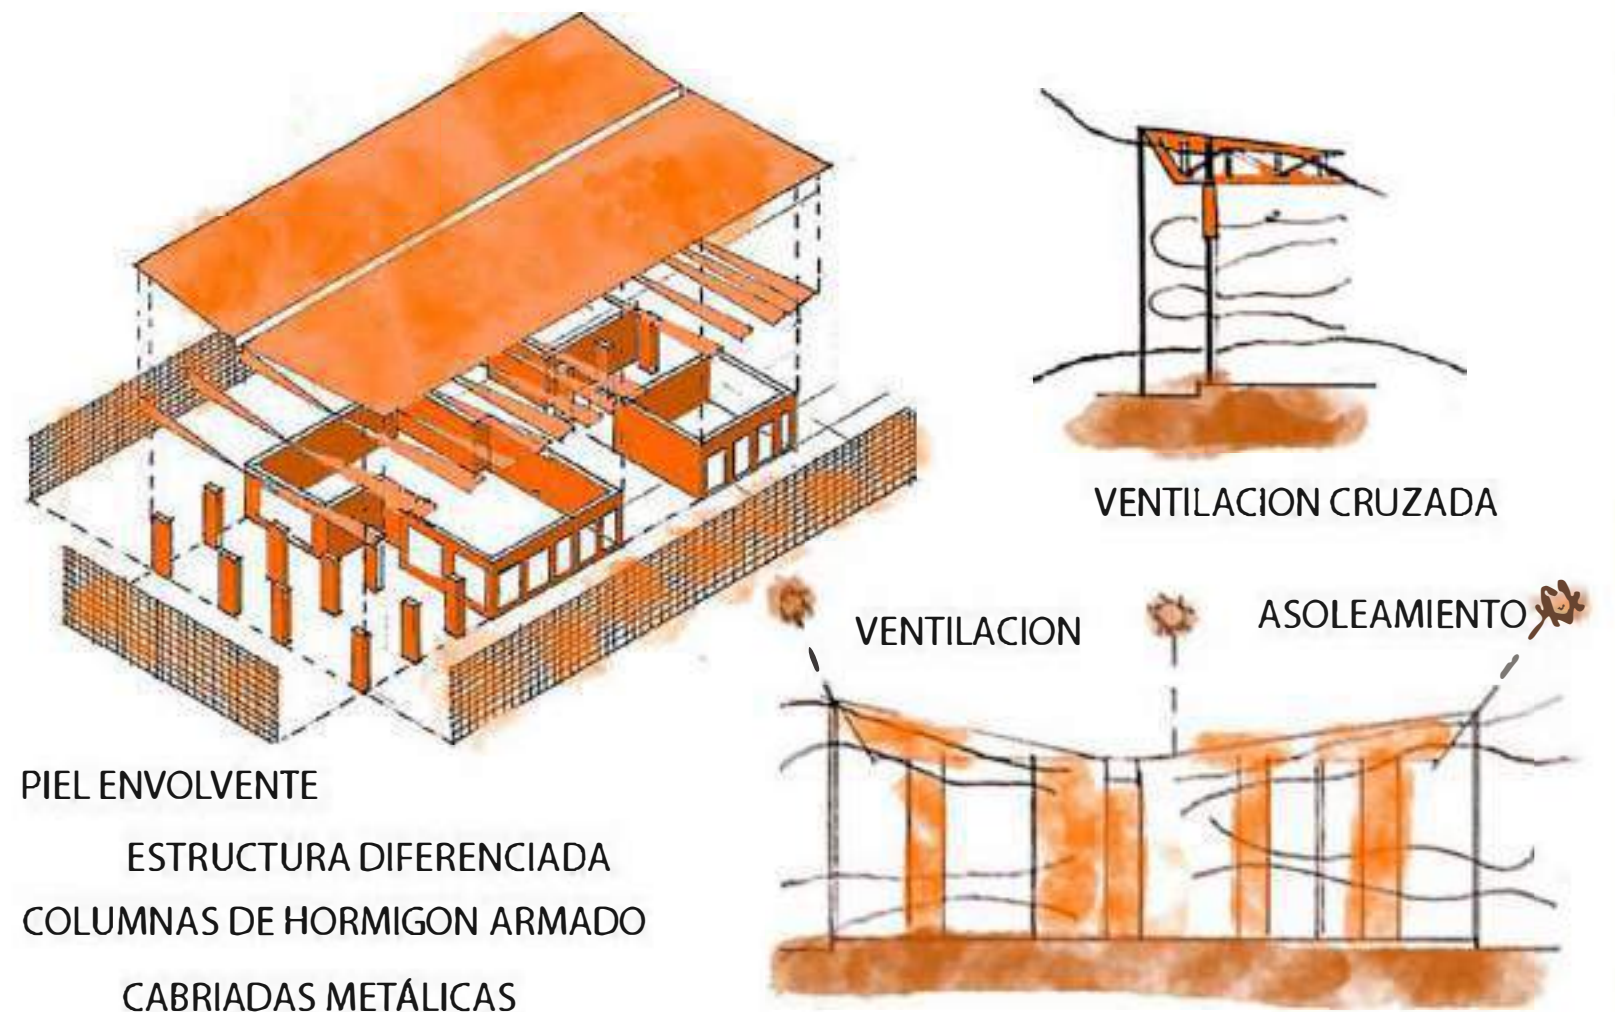 VENTILACION CRUZADA
VENTILACION
ASOLEAMIENTO
PIEL ENVOLVENTE
ESTRUCTURA DIFERENCIADA
COLUMNAS DE HORMIGON ARMADO
CABRIADAS METÁLICAS